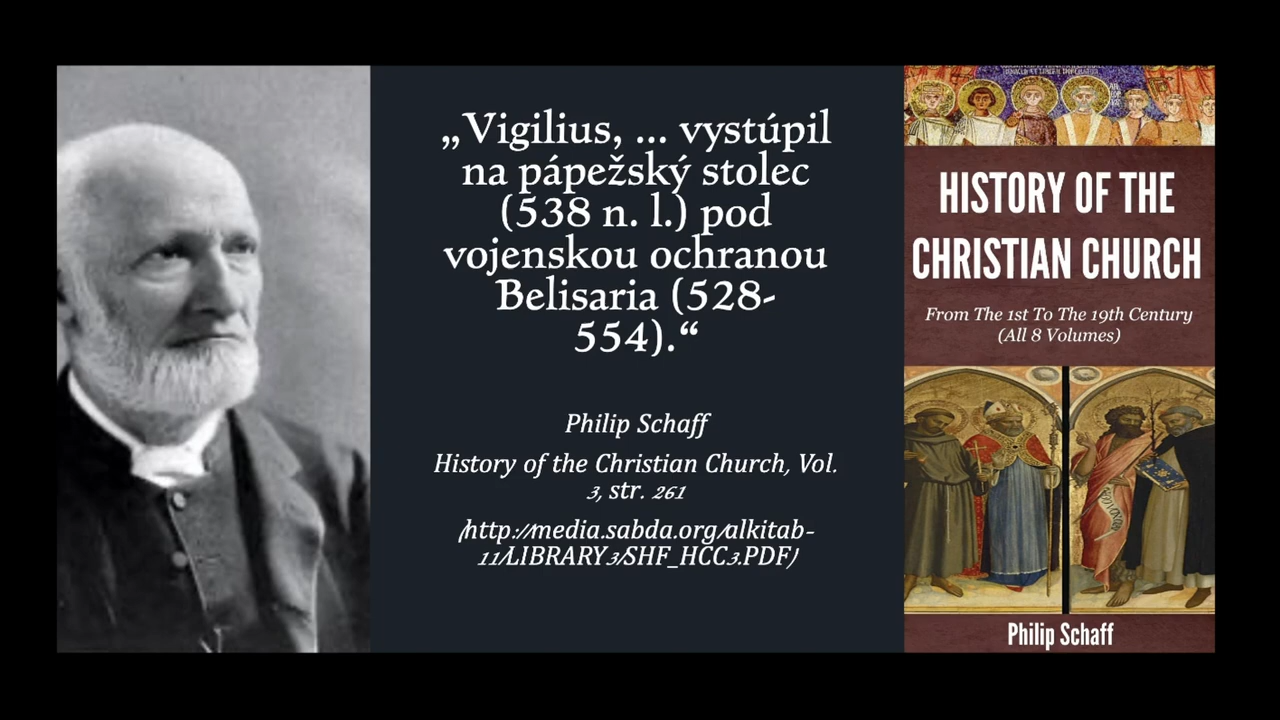 „Vigilius, ... vystúpil
na pápežský stolec
(538 n. l.) pod
vojenskou ochranou
Belisaria (528-
554).“
Philip Schaff
History of the Christian Church, Vol.
3, str. 261
(http://media.sabda.org/alkitab-
11/LIBRARY3/SHF_HCC3.PDF)
HISTORY OF THE
CHRISTIAN CHURCH
From The 1st To The 19th Century
(All 8 Volumes)
Philip Schaff